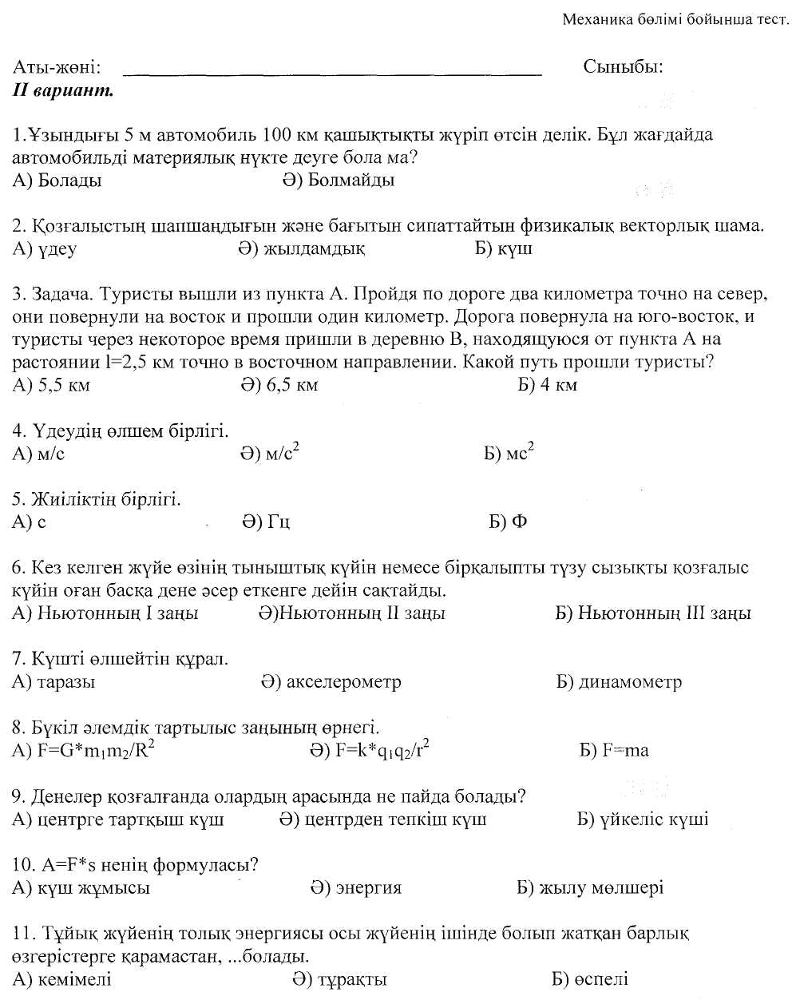 Механика бөлімі бойынша тест.
Аты-жөні: ________________________________________ Сыныбы:
II вариант.
1.Ұзындығы 5 м автомобиль 100 км қашықтықты жүріп өтсін делік. Бұл жағдайда
автомобильді материялық нүкте деуге бола ма?
А) Болады Ә) Болмайды
2. Қозғалыстың шапшаңдығын және бағытын сипаттайтын физикалық векторлық шама.
А) үдеу Ә) жылдамдық Б) күш
3. Задача. Туристы вышли из пункта А. Пройдя по дороге два километра точно на север,
они повернули на восток и прошли один километр. Дорога повернула на юго-восток, и
туристы через некоторое время пришли в деревню В, находящуюся от пункта А на
растоянии l=2,5 км точно в восточном направлении. Какой путь прошли туристы?
А) 5,5 км Ә) 6,5 км Б) 4 км
4. Үдеудің өлшем бірлігі.
А) м/с Ә) м/с² Б) мс²
5. Жиіліктің бірлігі.
А) с Ә) Гц Б) Ф
6. Кез келген жүйе өзінің тыныштық күйін немесе бірқалыпты түзу сызықты қозғалыс
күйін оған басқа дене әсер еткенге дейін сақтайды.
А) Ньютонның I заңы Ә)Ньютонның II заңы Б) Ньютонның III заңы
7. Күшті өлшейтін құрал.
А) таразы Ә) акселерометр Б) динамометр
8. Бүкіл әлемдік тартылыс заңының өрнегі.
А) F=G*m₁m₂/R² Ә) F=k*q₁q₂/r² Б) F=ma
9. Денелер қозғалғанда олардың арасында не пайда болады?
А) центрге тартқыш күш Ә) центрден тепкіш күш Б) үйкеліс күші
10. A=F*s ненің формуласы?
А) күш жұмысы Ә) энергия Б) жылу мөлшері
11. Тұйық жүйенің толық энергиясы осы жүйенің ішінде болып жатқан барлық
өзгерістерге қарамастан, ...болады.
А) кемімелі Ә) тұрақты Б) өспелі